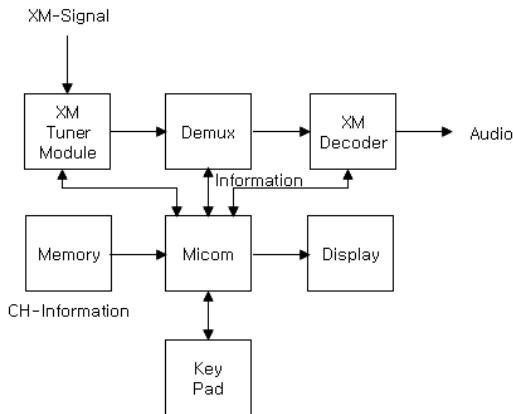 XM-Signal
XM
Tuner
Module
Demux
XM
Decoder
Audio
Information
Memory
Micom
Display
CH-Information
Key
Pad